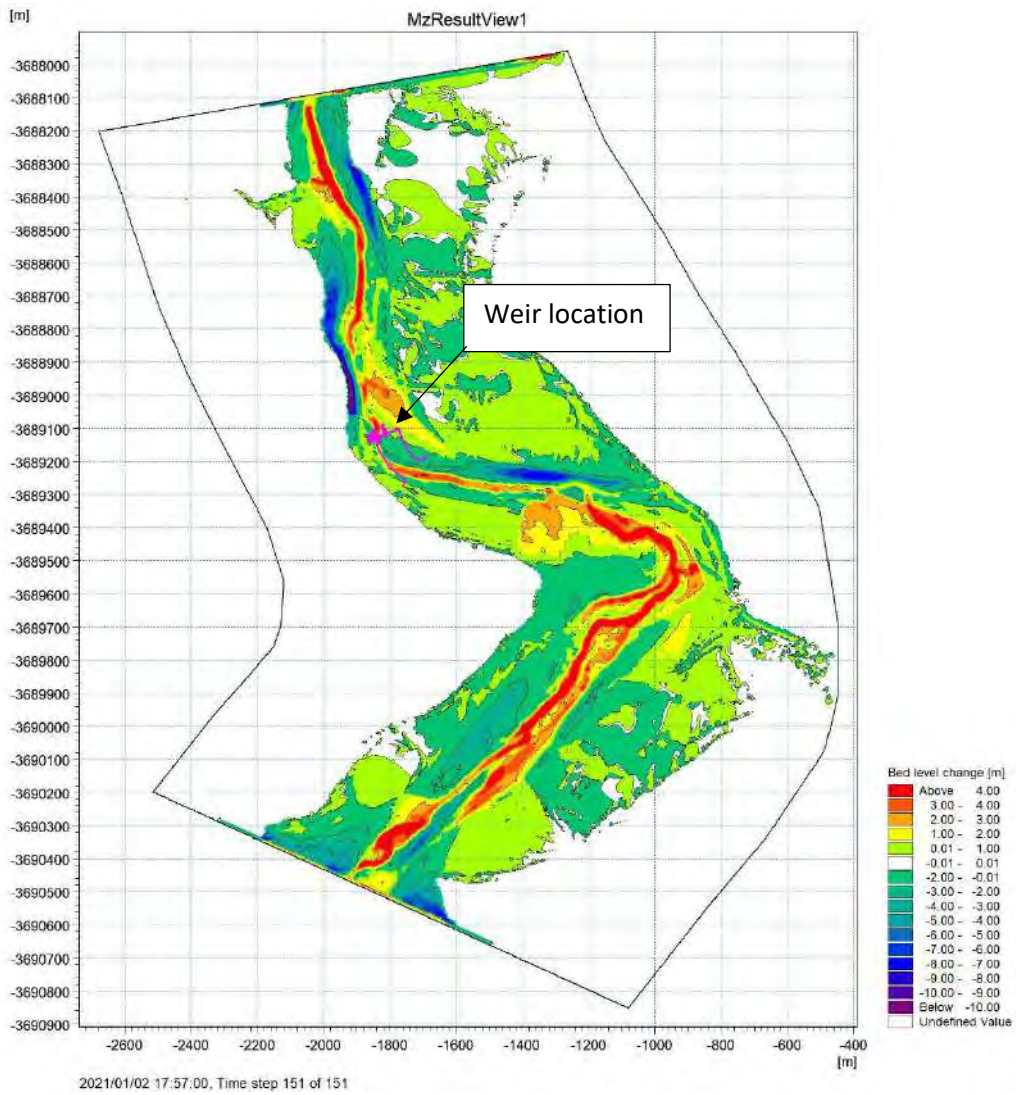 [m]
MzResultView1
-3688000
-3688100
-3688200
-3688300
-3688400
-3688500
-3688600
-3688700
-3688800
-3688900
-3689000
-3689100
-3689200
-3689300
-3689400
-3689500
-3689600
-3689700
-3689800
-3689900
-3690000
-3690100
-3690200
-3690300
-3690400
-3690500
-3690600
-3690700
-3690800
-3690900
Weir location
-2600 -2400 -2200 -2000 -1800 -1600 -1400 -1200 -1000 -800 -600 -400
[m]
Bed level change [m]
Above 4.00
3.00 - 4.00
2.00 - 3.00
1.00 - 2.00
0.01 - 1.00
-0.01 - 0.01
-2.00 - -0.01
-3.00 - -2.00
-4.00 - -3.00
-5.00 - -4.00
-6.00 - -5.00
-7.00 - -6.00
-8.00 - -7.00
-9.00 - -8.00
-10.00 - -9.00
Below -10.00
Undefined Value
2021/01/02 17:57:00, Time step 151 of 151